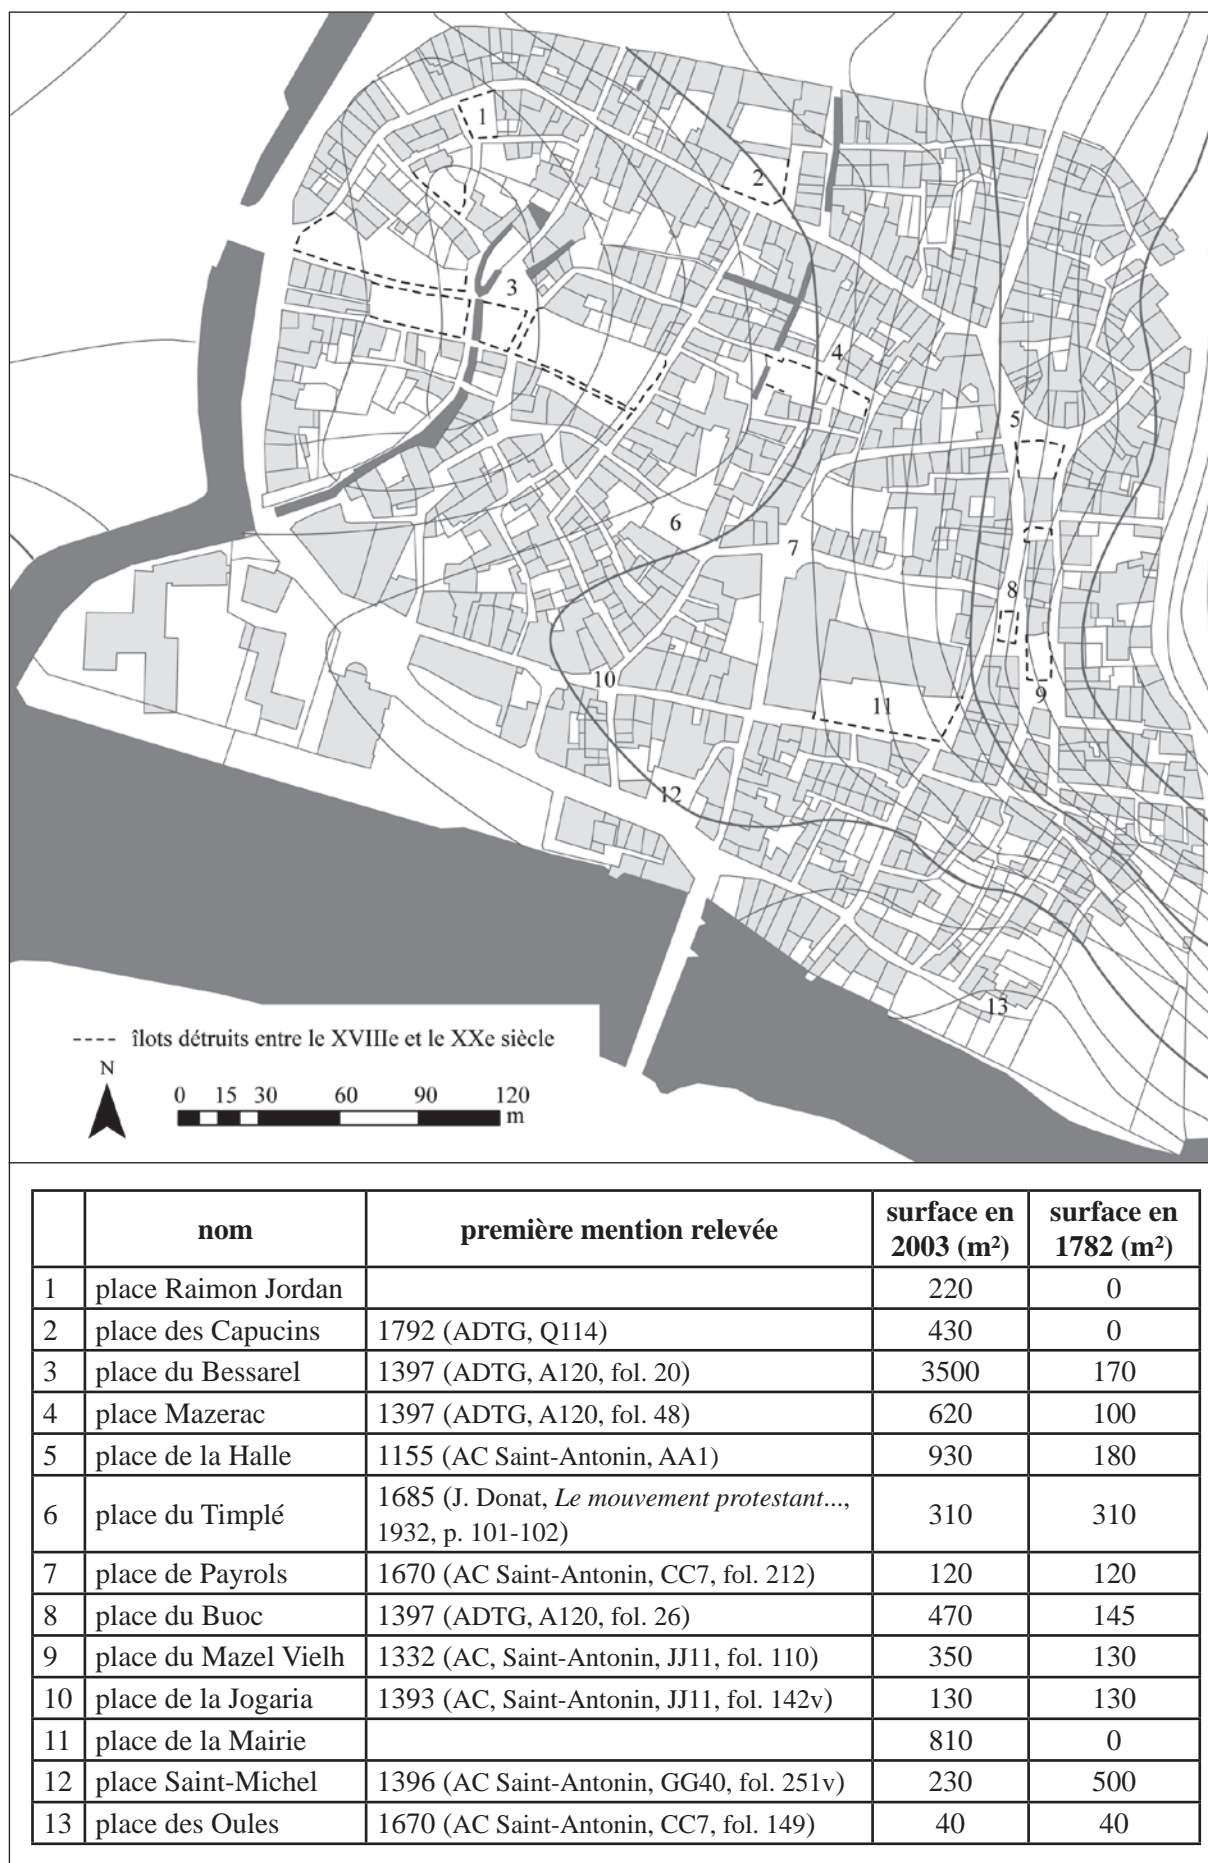 1
2
3
4
5
6
7
8
9
10
11
12
13
---- îlots détruits entre le XVIIIe et le XXe siècle
N
0 15 30 60 90 120
m
nom première mention relevée surface en 2003 (m²) surface en 1782 (m²)
1 place Raimon Jordan 220 0
2 place des Capucins 1792 (ADTG, Q114) 430 0
3 place du Bessarel 1397 (ADTG, A120, fol. 20) 3500 170
4 place Mazerac 1397 (ADTG, A120, fol. 48) 620 100
5 place de la Halle 1155 (AC Saint-Antonin, AA1) 930 180
6 place du Timplé 1685 (J. Donat, Le mouvement protestant..., 1932, p. 101-102) 310 310
7 place de Payrols 1670 (AC Saint-Antonin, CC7, fol. 212) 120 120
8 place du Buoc 1397 (ADTG, A120, fol. 26) 470 145
9 place du Mazel Vielh 1332 (AC, Saint-Antonin, JJ11, fol. 110) 350 130
10 place de la Jogaria 1393 (AC, Saint-Antonin, JJ11, fol. 142v) 130 130
11 place de la Mairie 810 0
12 place Saint-Michel 1396 (AC Saint-Antonin, GG40, fol. 251v) 230 500
13 place des Oules 1670 (AC Saint-Antonin, CC7, fol. 149) 40 40